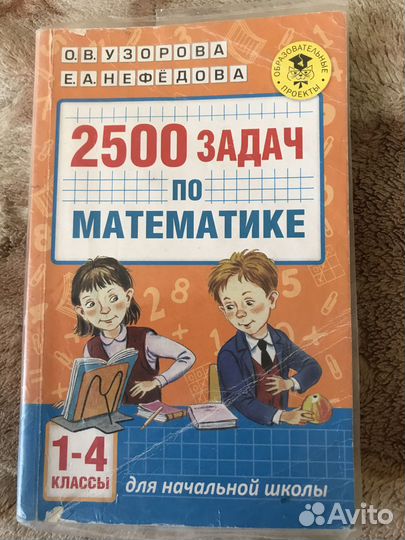 О.В. УЗОРОВА
Е.А. НЕФЁДОВА
ОБРАЗОВАТЕЛЬНЫЕ
ПРОЕКТЫ
2500 ЗАДАЧ
ПО
МАТЕМАТИКЕ
1-4
КЛАССЫ
для начальной школы
Avito